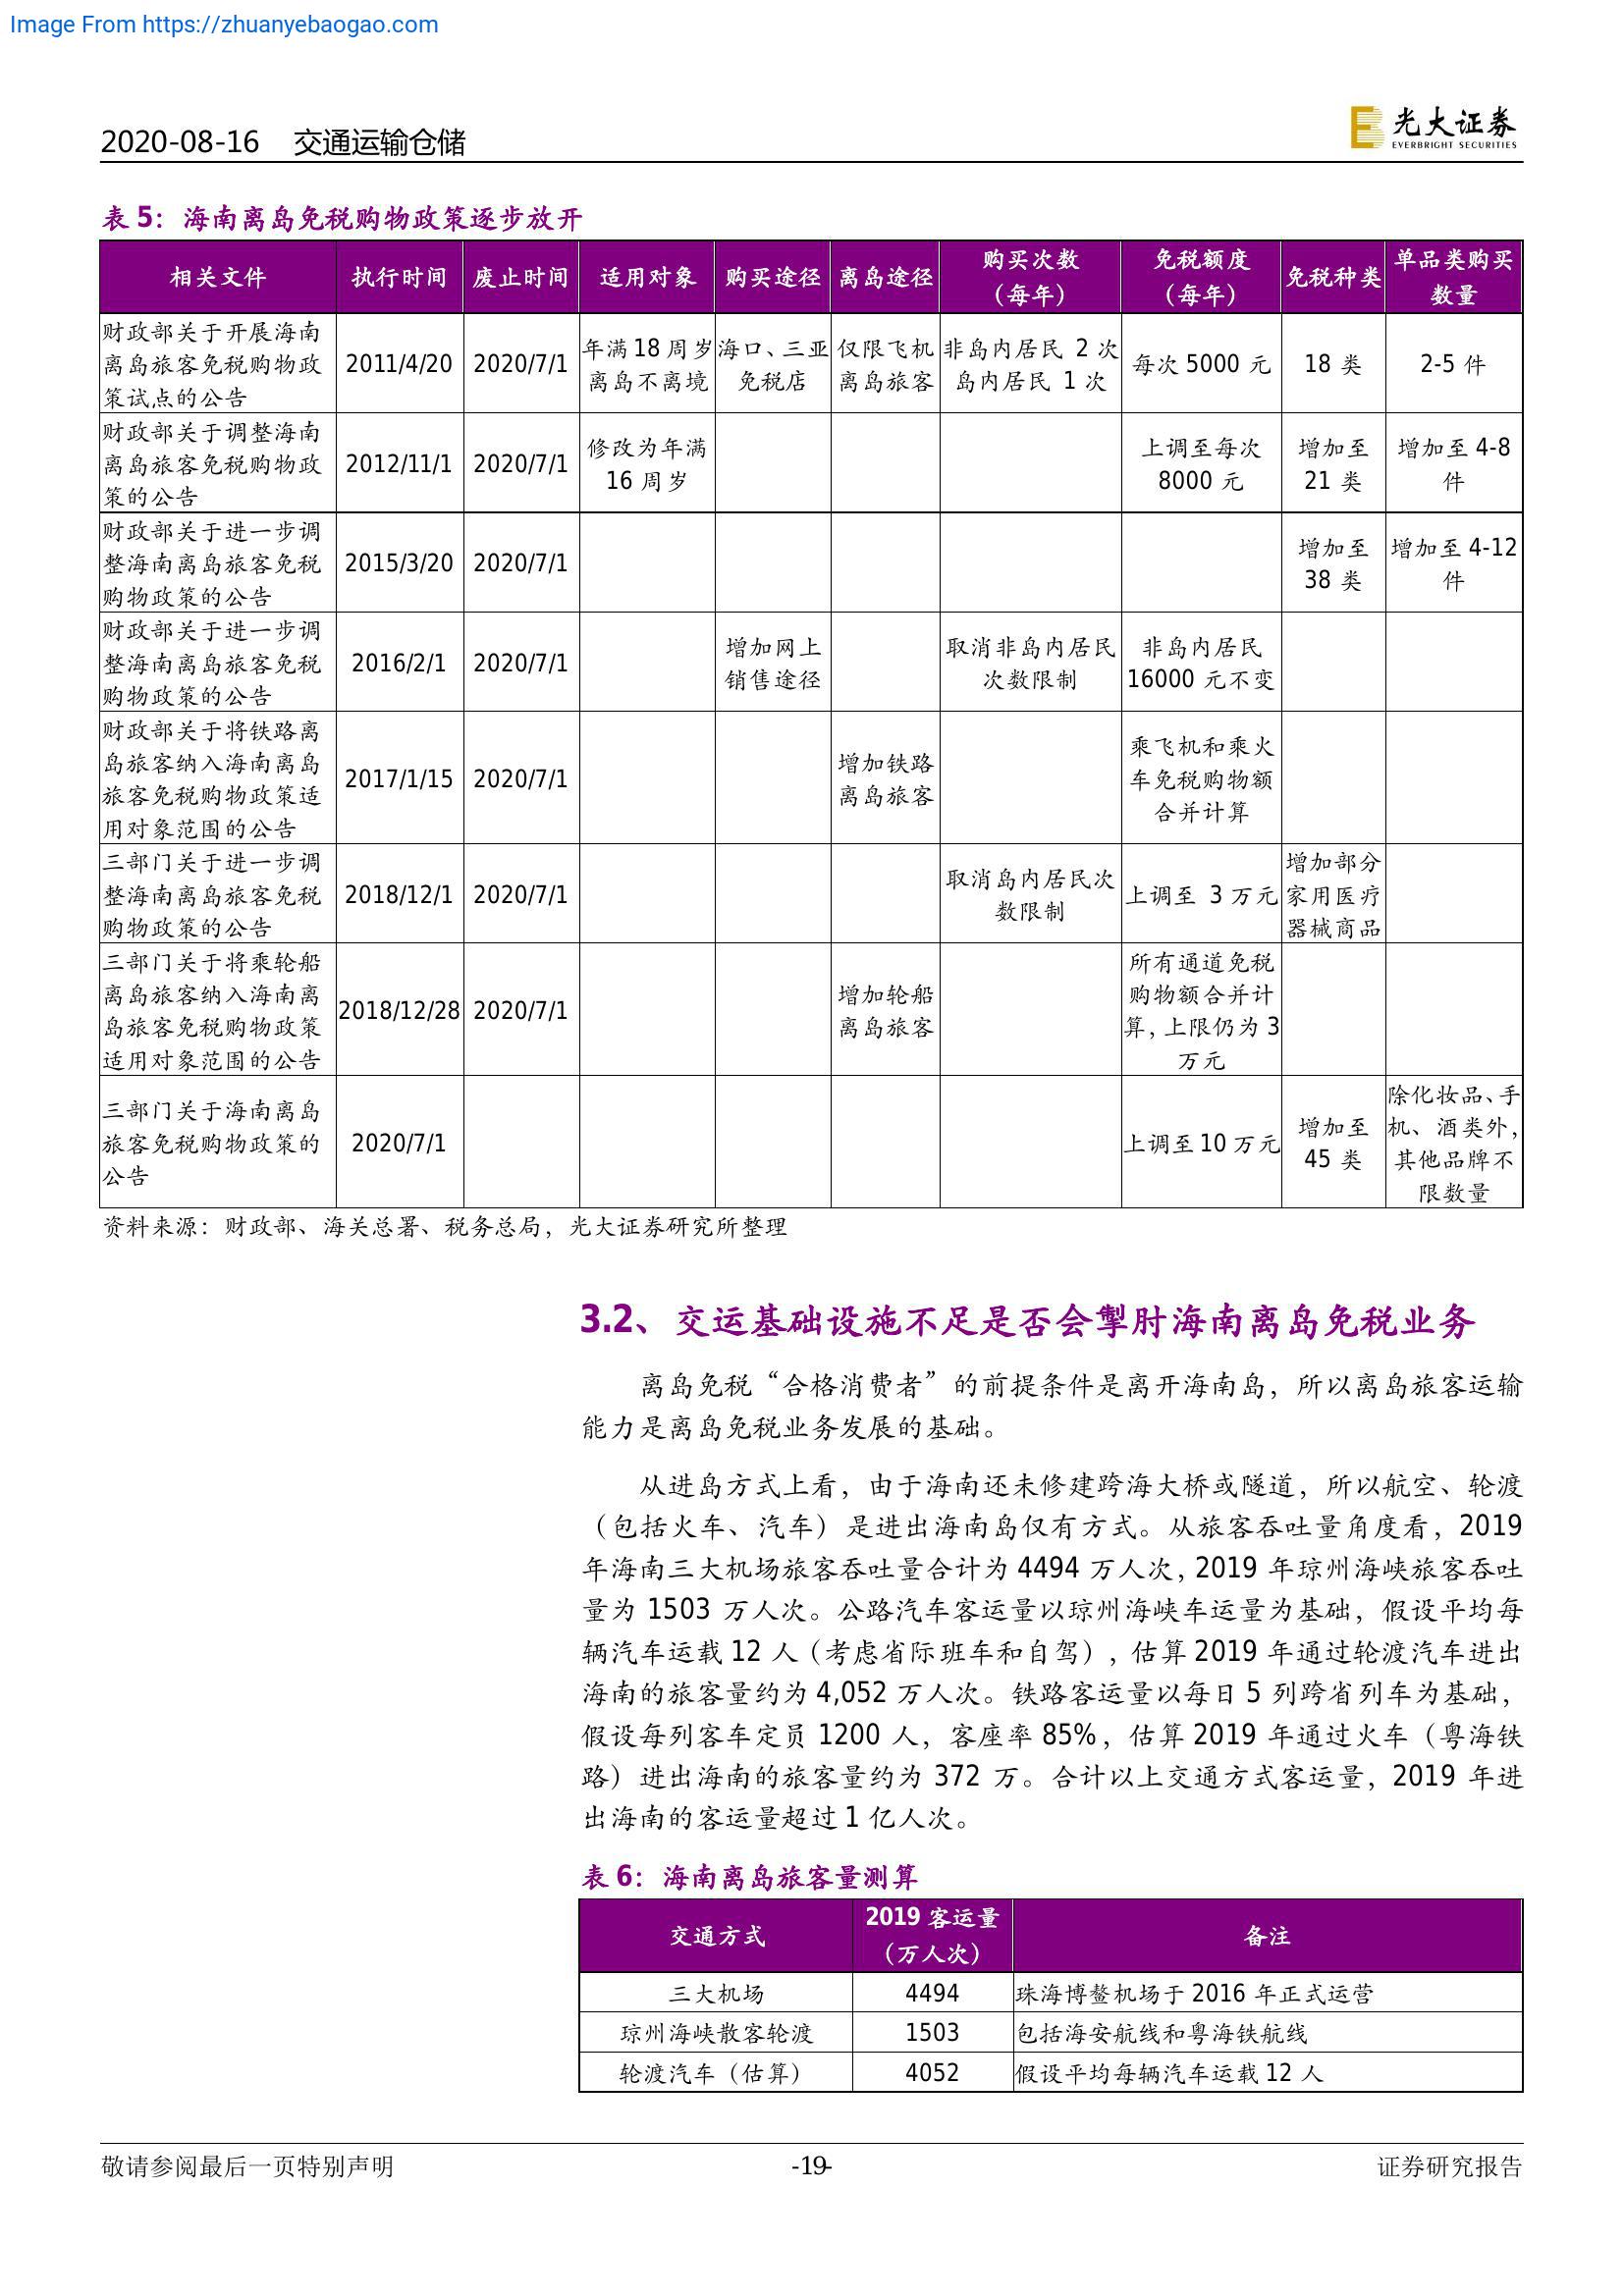 Image From https://zhuanyebaogao.com
2020-08-16 交通运输仓储
光大证券
EVERBRIGHT SECURITIES
表 5：海南离岛免税购物政策逐步放开
相关文件 执行时间 废止时间 适用对象 购买途径 离岛途径 购买次数（每年） 免税额度（每年） 免税种类 单品类购买数量
财政部关于开展海南
离岛旅客免税购物政
策试点的公告
2011/4/20 2020/7/1
年满 18 周岁
离岛不离境
海口、三亚
免税店
仅限飞机
离岛旅客
非岛内居民 2 次
岛内居民 1 次
每次 5000 元
18 类
2-5 件
财政部关于调整海南
离岛旅客免税购物政
策的公告
2012/11/1 2020/7/1
修改为年满
16 周岁
上调至每次
8000 元
增加至
21 类
增加至 4-8
件
财政部关于进一步调
整海南离岛旅客免税
购物政策的公告
2015/3/20 2020/7/1
增加至
38 类
增加至 4-12
件
财政部关于进一步调
整海南离岛旅客免税
购物政策的公告
2016/2/1 2020/7/1
增加网上
销售途径
取消非岛内居民
次数限制
非岛内居民
16000 元不变
财政部关于将铁路离
岛旅客纳入海南离岛
旅客免税购物政策适
用对象范围的公告
2017/1/15 2020/7/1
增加铁路
离岛旅客
乘飞机和乘火
车免税购物额
合并计算
三部门关于进一步调
整海南离岛旅客免税
购物政策的公告
2018/12/1 2020/7/1
取消岛内居民次
数限制
上调至 3 万元
增加部分
家用医疗
器械商品
三部门关于将乘轮船
离岛旅客纳入海南离
岛旅客免税购物政策
适用对象范围的公告
2018/12/28 2020/7/1
增加轮船
离岛旅客
所有通道免税
购物额合并计
算，上限仍为 3
万元
三部门关于海南离岛
旅客免税购物政策的
公告
2020/7/1
上调至 10 万元
增加至
45 类
除化妆品、手
机、酒类外，
其他品牌不
限数量
资料来源：财政部、海关总署、税务总局，光大证券研究所整理
3.2、交运基础设施不足是否会掣肘海南离岛免税业务
离岛免税“合格消费者”的前提条件是离开海南岛，所以离岛旅客运输
能力是离岛免税业务发展的基础。
从进岛方式上看，由于海南还未修建跨海大桥或隧道，所以航空、轮渡
（包括火车、汽车）是进出海南岛仅有方式。从旅客吞吐量角度看，2019
年海南三大机场旅客吞吐量合计为 4494 万人次，2019 年琼州海峡旅客吞吐
量为 1503 万人次。公路汽车客运量以琼州海峡车运量为基础，假设平均每
辆汽车运载 12 人（考虑省际班车和自驾），估算 2019 年通过轮渡汽车进出
海南的旅客量约为 4,052 万人次。铁路客运量以每日 5 列跨省列车为基础，
假设每列客车定员 1200 人，客座率 85%，估算 2019 年通过火车（粤海铁
路）进出海南的旅客量约为 372 万。合计以上交通方式客运量，2019 年进
出海南的客运量超过 1 亿人次。
表 6：海南离岛旅客量测算
交通方式 2019 客运量（万人次） 备注
三大机场 4494 珠海博鳌机场于 2016 年正式运营
琼州海峡散客轮渡 1503 包括海安航线和粤海铁航线
轮渡汽车（估算） 4052 假设平均每辆汽车运载 12 人
敬请参阅最后一页特别声明 -19- 证券研究报告